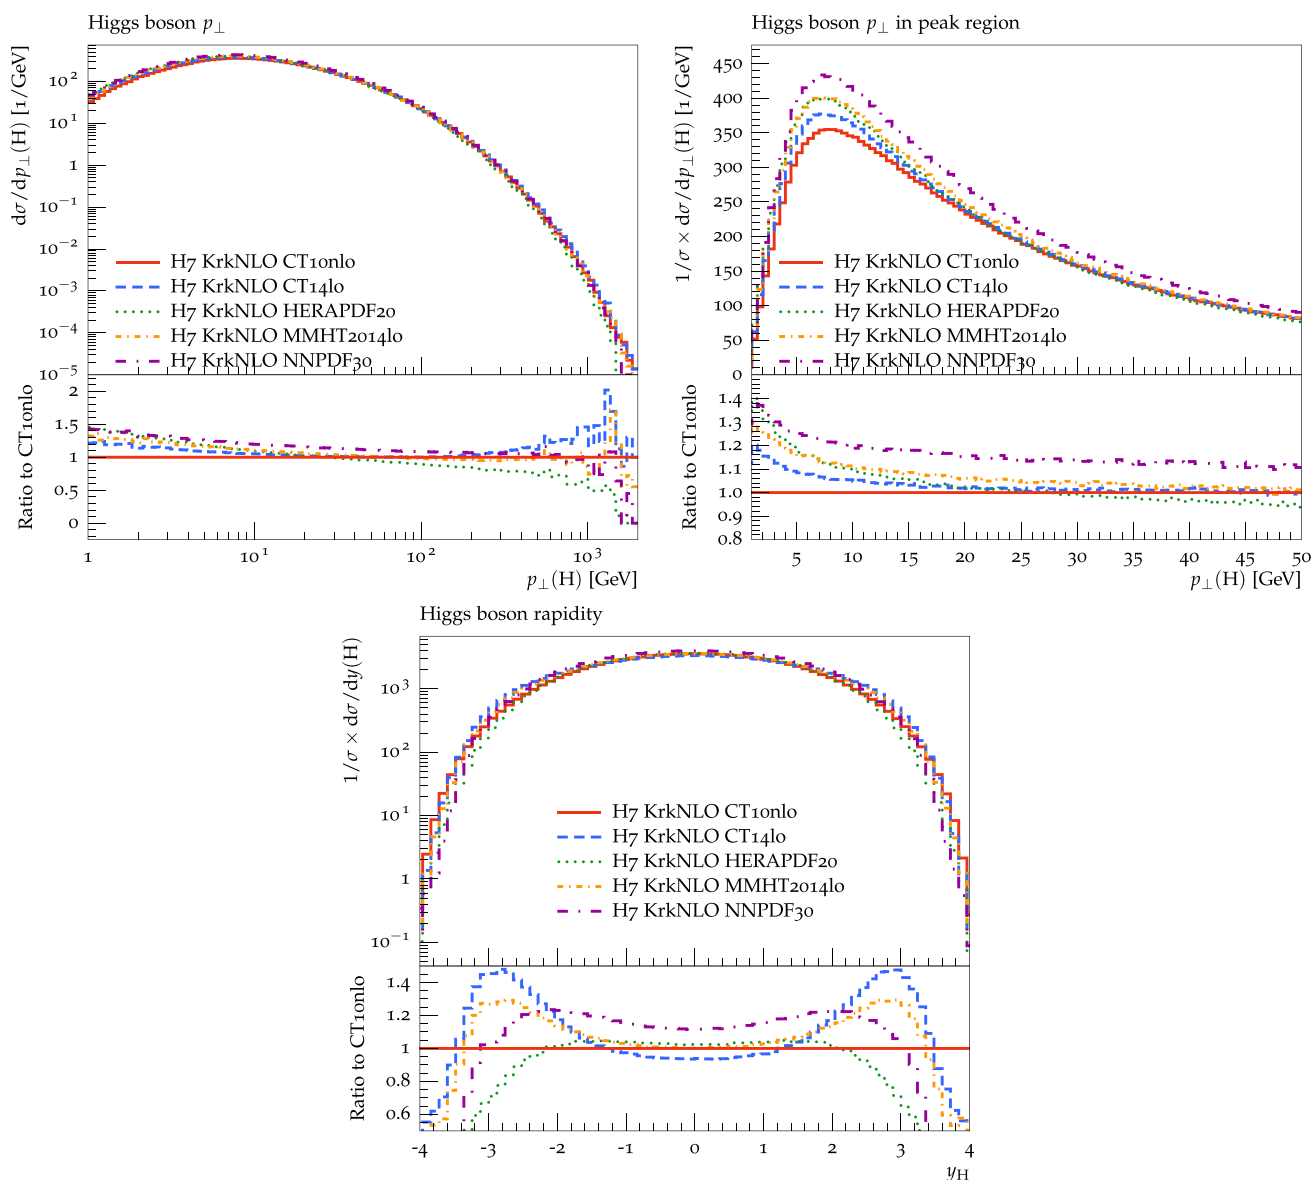 Higgs boson p⊥
dσ/dp⊥(H) [1/GeV]
10²
10¹
1
10⁻¹
10⁻²
10⁻³
10⁻⁴
10⁻⁵
H7 KrkNLO CT10nlo
H7 KrkNLO CT14lo
H7 KrkNLO HERAPDF20
H7 KrkNLO MMHT2014lo
H7 KrkNLO NNPDF30
Ratio to CT10nlo
2
1.5
1
0.5
0
1 10¹ 10² 10³
p⊥(H) [GeV]
Higgs boson p⊥ in peak region
1/σ × dσ/dp⊥(H) [1/GeV]
450
400
350
300
250
200
150
100
50
0
H7 KrkNLO CT10nlo
H7 KrkNLO CT14lo
H7 KrkNLO HERAPDF20
H7 KrkNLO MMHT2014lo
H7 KrkNLO NNPDF30
Ratio to CT10nlo
1.4
1.3
1.2
1.1
1.0
0.9
0.8
5 10 15 20 25 30 35 40 45 50
p⊥(H) [GeV]
Higgs boson rapidity
1/σ × dσ/dy(H)
10³
10²
10¹
1
10⁻¹
H7 KrkNLO CT10nlo
H7 KrkNLO CT14lo
H7 KrkNLO HERAPDF20
H7 KrkNLO MMHT2014lo
H7 KrkNLO NNPDF30
Ratio to CT10nlo
1.4
1.2
1
0.8
0.6
-4 -3 -2 -1 0 1 2 3 4
yH